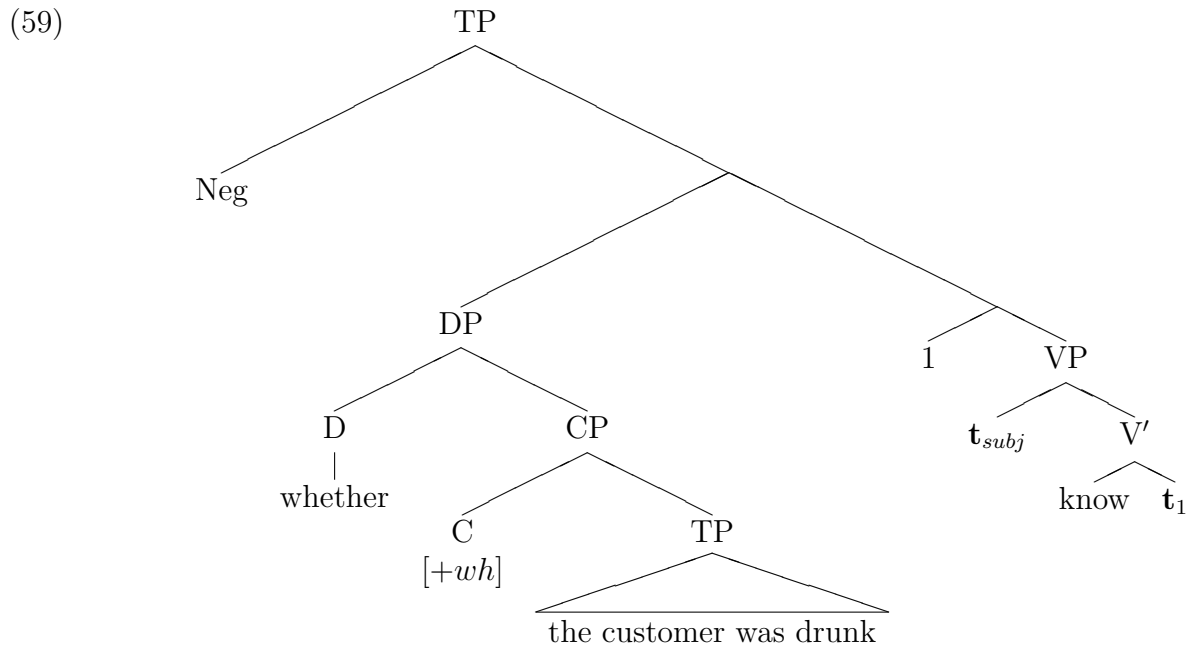 (59)
TP
Neg
DP
1 VP
D CP t_subj V′
whether know t_1
C TP
[+wh]
the customer was drunk